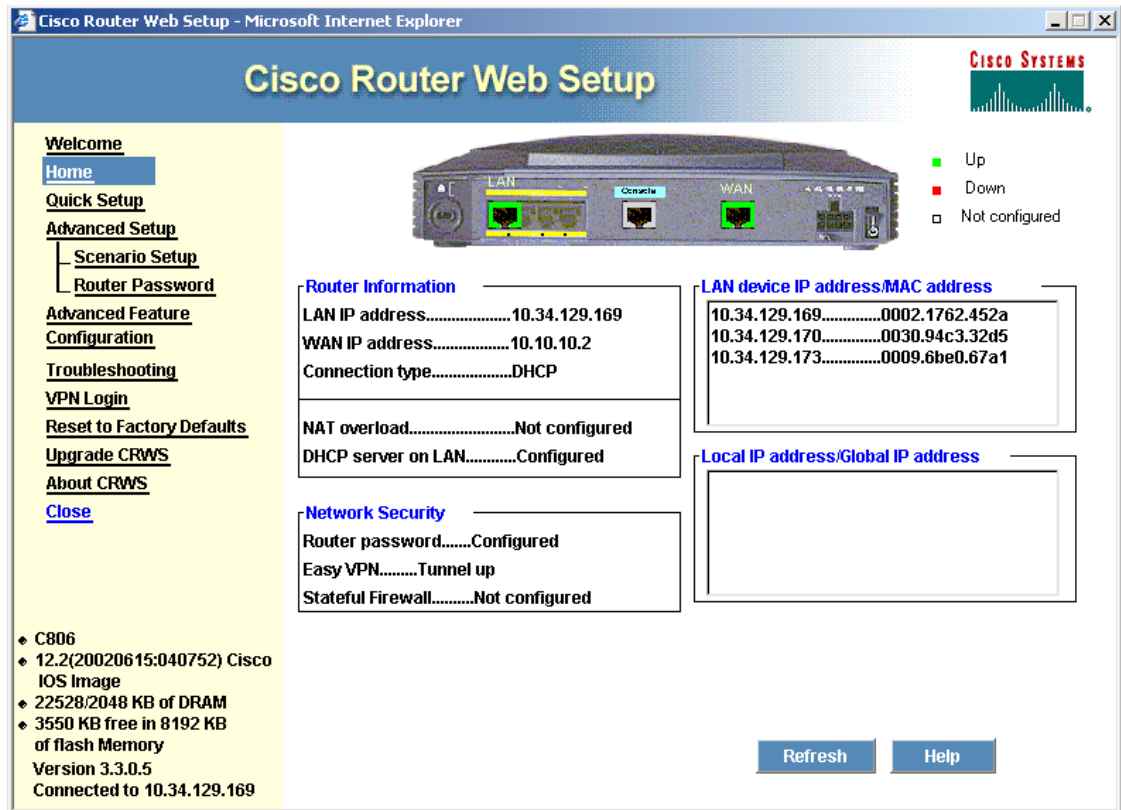 Cisco Router Web Setup - Microsoft Internet Explorer
Cisco Router Web Setup
CISCO SYSTEMS
Welcome
Home
Quick Setup
Advanced Setup
Scenario Setup
Router Password
Advanced Feature
Configuration
Troubleshooting
VPN Login
Reset to Factory Defaults
Upgrade CRWS
About CRWS
Close
C806
12.2(20020615:040752) Cisco
IOS Image
22528/2048 KB of DRAM
3550 KB free in 8192 KB
of flash Memory
Version 3.3.0.5
Connected to 10.34.129.169
LAN
Console
WAN
Up
Down
Not configured
Router Information
LAN IP address....................10.34.129.169
WAN IP address..................10.10.10.2
Connection type...................DHCP
NAT overload.........................Not configured
DHCP server on LAN............Configured
Network Security
Router password.......Configured
Easy VPN.........Tunnel up
Stateful Firewall..........Not configured
LAN device IP address/MAC address
10.34.129.169..............0002.1762.452a
10.34.129.170..............0030.94c3.32d5
10.34.129.173..............0009.6be0.67a1
Local IP address/Global IP address
Refresh
Help